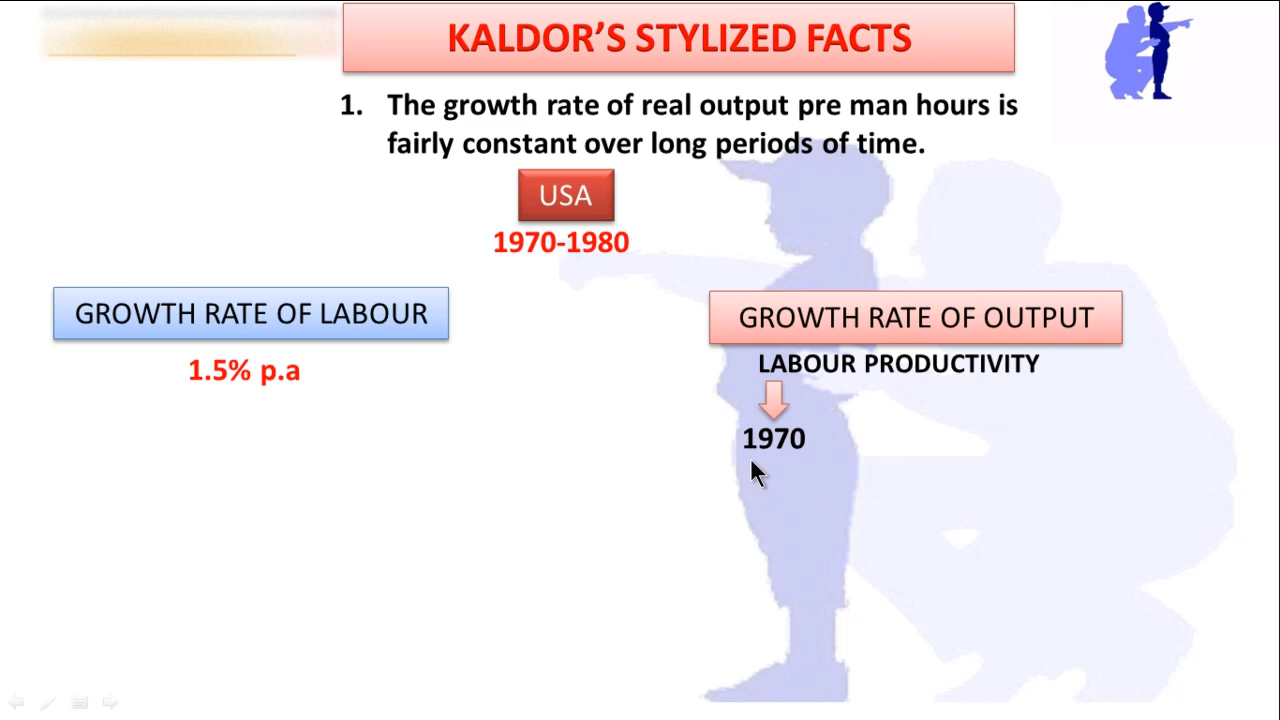 KALDOR’S STYLIZED FACTS
1. The growth rate of real output pre man hours is
fairly constant over long periods of time.
USA
1970-1980
GROWTH RATE OF LABOUR
1.5% p.a
GROWTH RATE OF OUTPUT
LABOUR PRODUCTIVITY
1970